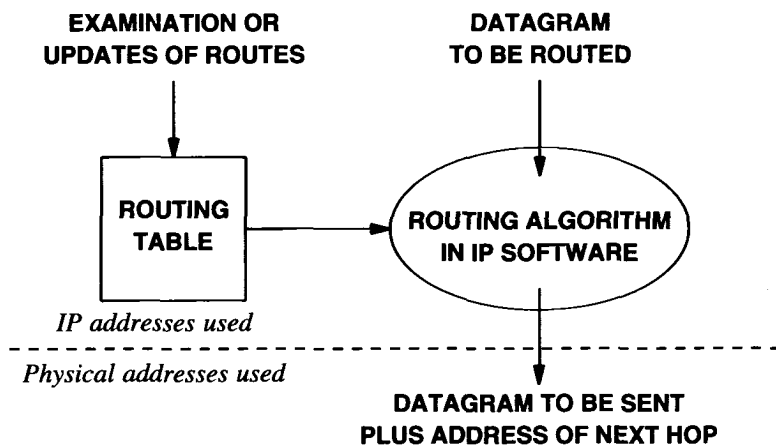 EXAMINATION OR
UPDATES OF ROUTES
DATAGRAM
TO BE ROUTED
ROUTING
TABLE
ROUTING ALGORITHM
IN IP SOFTWARE
IP addresses used
Physical addresses used
DATAGRAM TO BE SENT
PLUS ADDRESS OF NEXT HOP